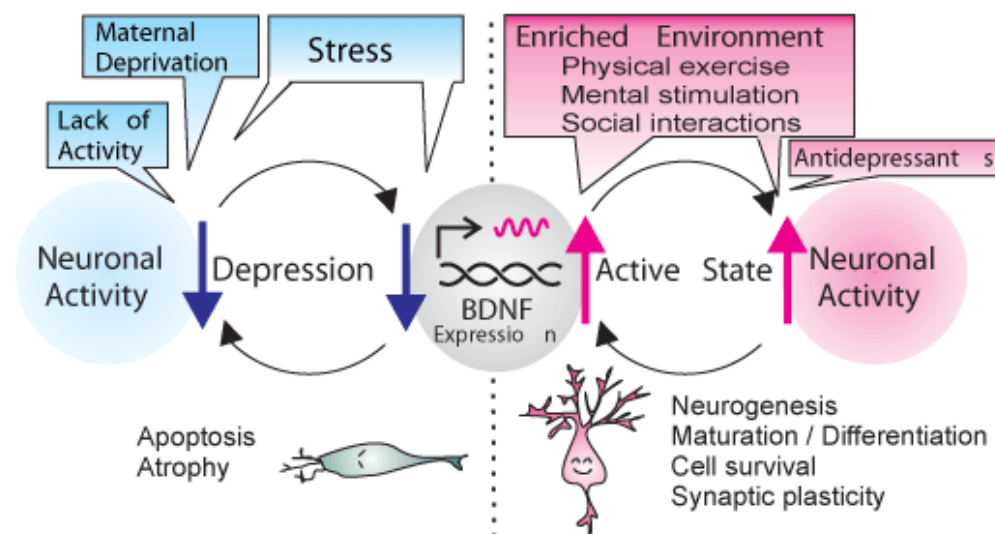 Maternal
Deprivation
Stress
Lack of
Activity
Enriched Environment
Physical exercise
Mental stimulation
Social interactions
Antidepressant s
Neuronal
Activity
Depression
BDNF
Expressio n
Active State
Neuronal
Activity
Apoptosis
Atrophy
Neurogenesis
Maturation / Differentiation
Cell survival
Synaptic plasticity